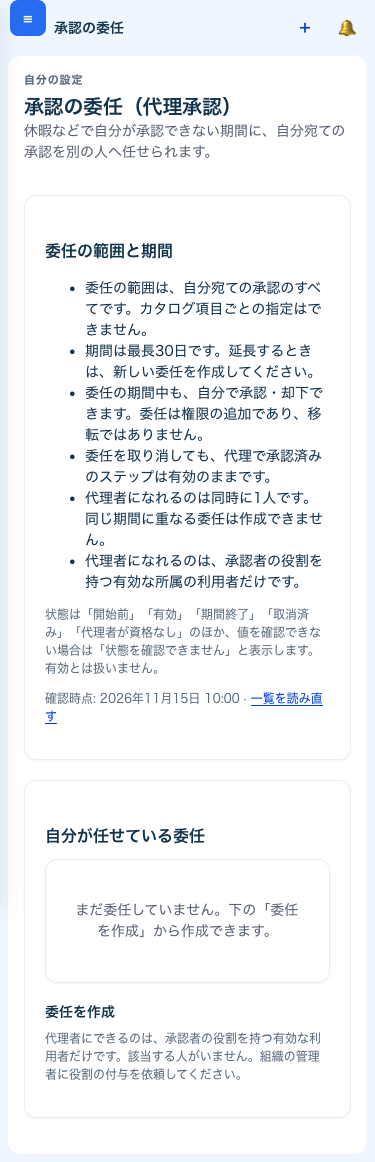 承認の委任
+
自分の設定
承認の委任（代理承認）
休暇などで自分が承認できない期間に、自分宛ての
承認を別の人へ任せられます。
委任の範囲と期間
• 委任の範囲は、自分宛ての承認のすべ
てです。カタログ項目ごとの指定はで
きません。
• 期間は最長30日です。延長するとき
は、新しい委任を作成してください。
• 委任の期間中も、自分で承認・却下で
きます。委任は権限の追加であり、移
転ではありません。
• 委任を取り消しても、代理で承認済み
のステップは有効のままです。
• 代理者になれるのは同時に1人です。
同じ期間に重なる委任は作成できませ
ん。
• 代理者になれるのは、承認者の役割を
持つ有効な所属の利用者だけです。
状態は「開始前」「有効」「期間終了」「取消済
み」「代理者が資格なし」のほか、値を確認できな
い場合は「状態を確認できません」と表示します。
有効とは扱いません。
確認時点: 2026年11月15日 10:00 · 一覧を読み直
す
自分が任せている委任
まだ委任していません。下の「委任
を作成」から作成できます。
委任を作成
代理者にできるのは、承認者の役割を持つ有効な利
用者だけです。該当する人がいません。組織の管理
者に役割の付与を依頼してください。